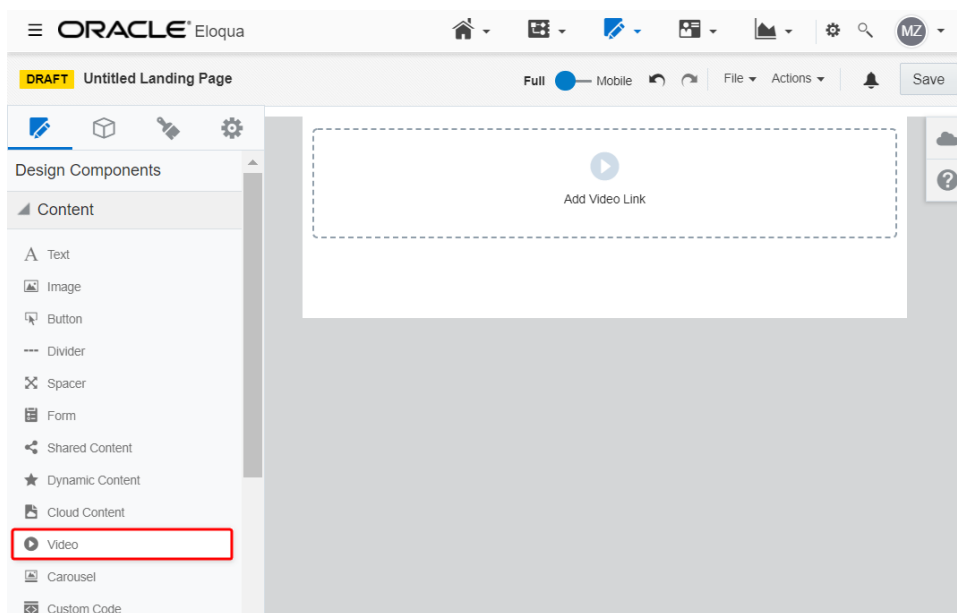 ORACLE Eloqua
MZ
DRAFT Untitled Landing Page
Full Mobile File Actions Save
Design Components
Content
Text
Image
Button
Divider
Spacer
Form
Shared Content
Dynamic Content
Cloud Content
Video
Carousel
Custom Code
Add Video Link